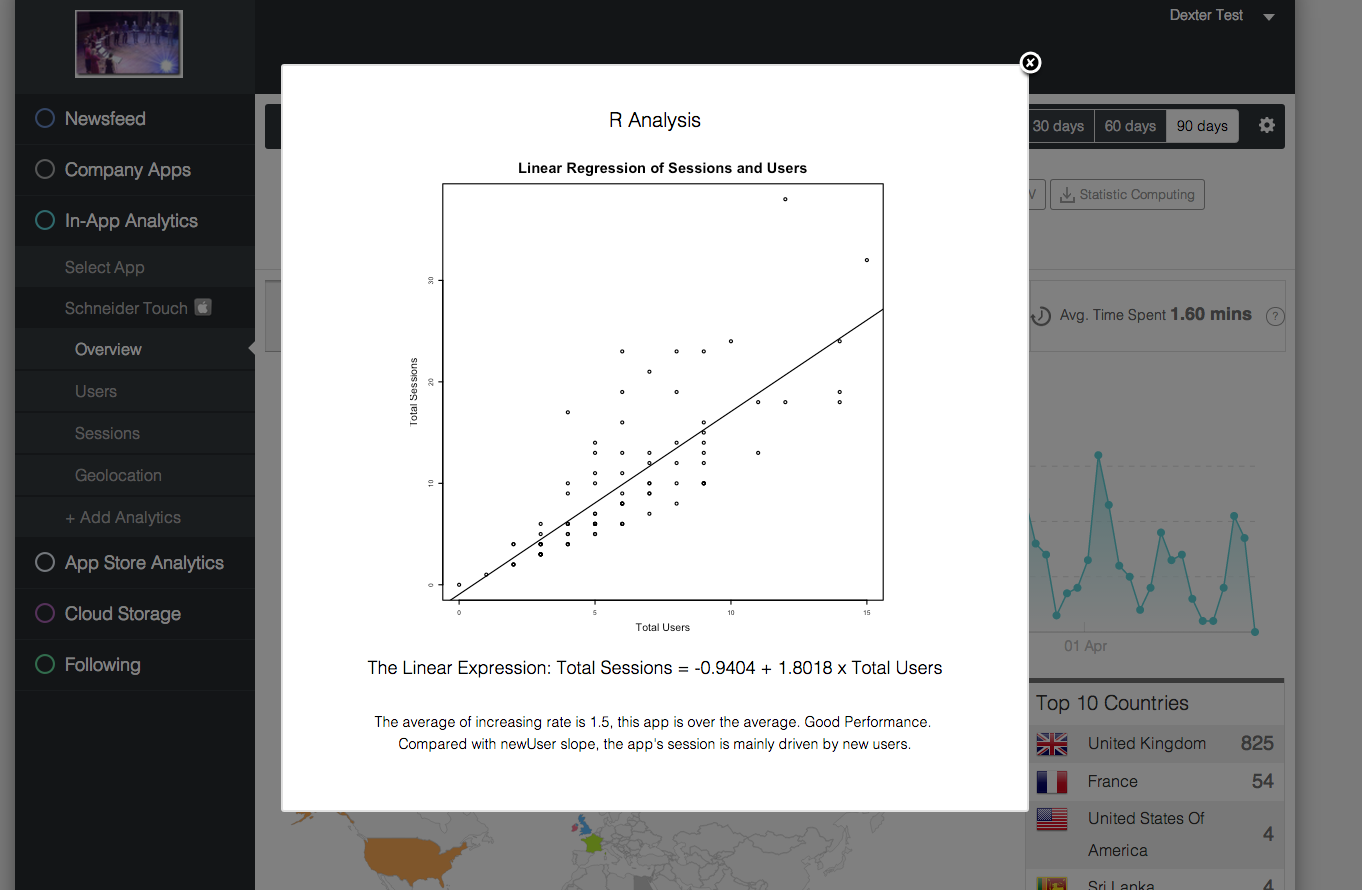 Dexter Test
Newsfeed
Company Apps
In-App Analytics
Select App
Schneider Touch
Overview
Users
Sessions
Geolocation
+ Add Analytics
App Store Analytics
Cloud Storage
Following
30 days
60 days
90 days
V
Statistic Computing
Avg. Time Spent 1.60 mins
?
R Analysis
Linear Regression of Sessions and Users
Total Sessions
30
20
10
0
0 5 10 15
Total Users
The Linear Expression: Total Sessions = -0.9404 + 1.8018 x Total Users
The average of increasing rate is 1.5, this app is over the average. Good Performance.
Compared with newUser slope, the app's session is mainly driven by new users.
01 Apr
Top 10 Countries
United Kingdom 825
France 54
United States Of
America
4
Sri Lanka 4